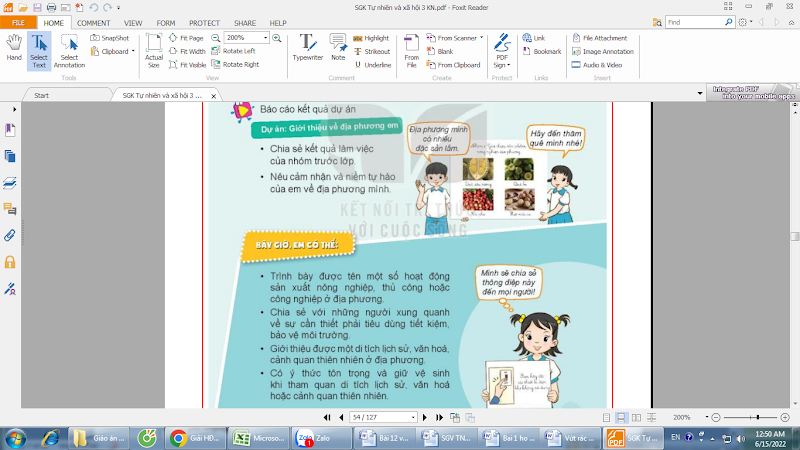 SGK Tự nhiên và xã hội 3 KN.pdf - Foxit Reader
FILE HOME COMMENT VIEW FORM PROTECT SHARE HELP
Find
Hand
Select Text
Select Annotation
SnapShot
Clipboard
Actual Size
Fit Page
Fit Width
Fit Visible
200%
Rotate Left
Rotate Right
Typewriter
Note
Highlight
Strikeout
Underline
From File
From Scanner
Blank
From Clipboard
PDF Sign
Link
Bookmark
File Attachment
Image Annotation
Audio & Video
Tools View Comment Create Protect Links Insert
Start
SGK Tự nhiên và xã hội 3 ...
Integrate PDF
into your mobile apps
Báo cáo kết quả dự án
Dự án: Giới thiệu về địa phương em
• Chia sẻ kết quả làm việc
của nhóm trước lớp.
• Nêu cảm nhận và niềm tự hào
của em về địa phương mình.
Địa phương mình
có nhiều
đặc sản lắm.
Hãy đến thăm
quê mình nhé!
KẾT NỐI TRI THỨC
VỚI CUỘC SỐNG
BÂY GIỜ, EM CÓ THỂ:
• Trình bày được tên một số hoạt động
sản xuất nông nghiệp, thủ công hoặc
công nghiệp ở địa phương.
• Chia sẻ với những người xung quanh
về sự cần thiết phải tiêu dùng tiết kiệm,
bảo vệ môi trường.
• Giới thiệu được một di tích lịch sử, văn hoá,
cảnh quan thiên nhiên ở địa phương.
• Có ý thức tôn trọng và giữ vệ sinh
khi tham quan di tích lịch sử, văn hoá
hoặc cảnh quan thiên nhiên.
Mình sẽ chia sẻ
thông điệp này
đến mọi người!
54 / 127
200%
Giáo án ...
Giải HD...
Microso...
Zalo
Bài 12 v...
SGV TN...
Bài 1 ho...
Vứt rác ...
SGK Tự ...
EN
12:50 AM
6/15/2022